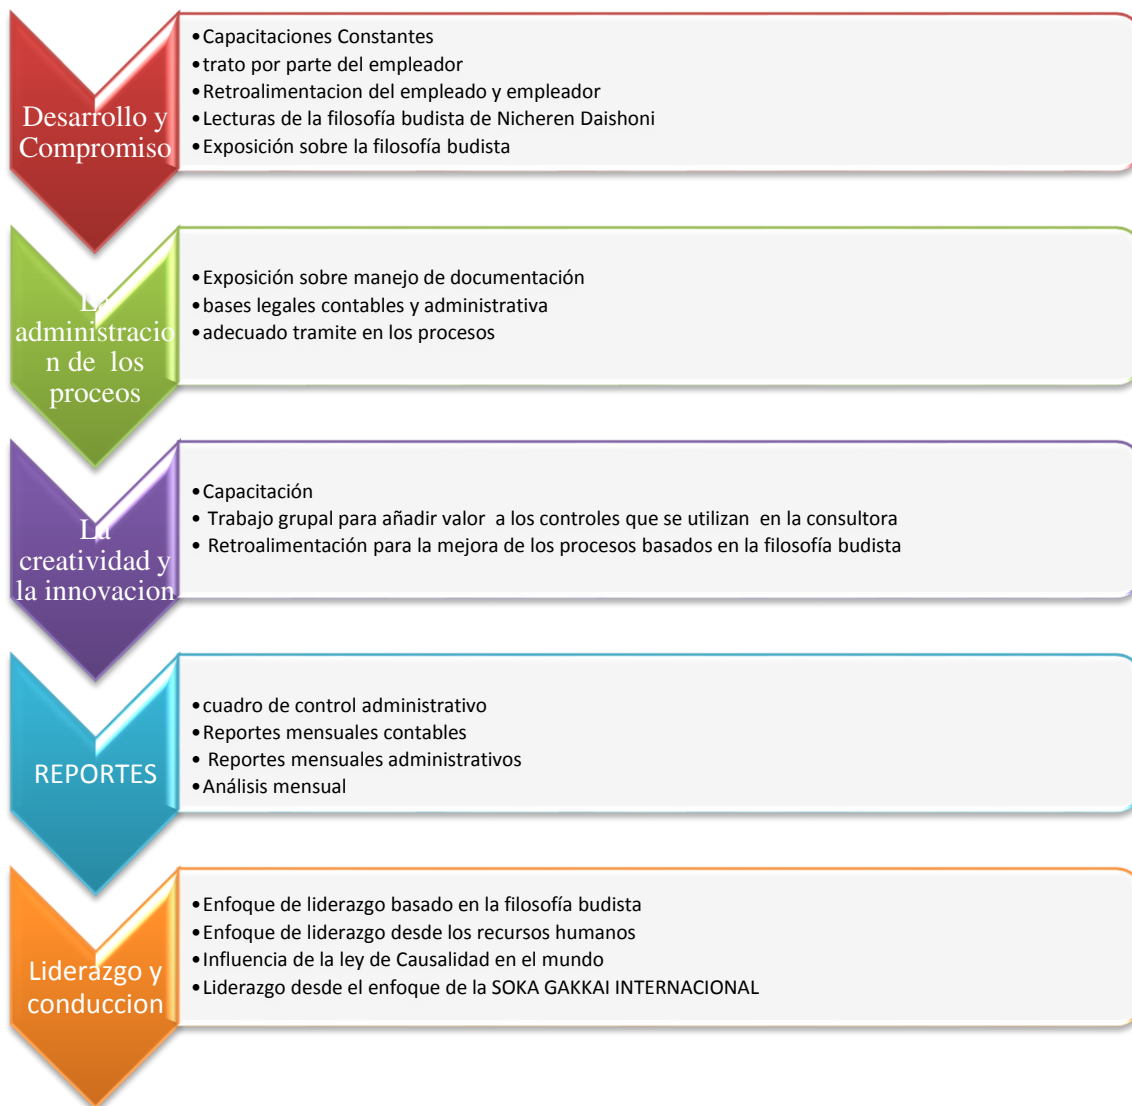 Desarrollo y
Compromiso
•Capacitaciones Constantes
•trato por parte del empleador
•Retroalimentacion del empleado y empleador
•Lecturas de la filosofía budista de Nicheren Daishoni
•Exposición sobre la filosofía budista
La
administracio
n de los
proceos
•Exposición sobre manejo de documentación
•bases legales contables y administrativa
•adecuado tramite en los procesos
La
creatividad y
la innovacion
•Capacitación
• Trabajo grupal para añadir valor a los controles que se utilizan en la consultora
• Retroalimentación para la mejora de los procesos basados en la filosofía budista
REPORTES
•cuadro de control administrativo
•Reportes mensuales contables
• Reportes mensuales administrativos
•Análisis mensual
Liderazgo y
conduccion
•Enfoque de liderazgo basado en la filosofía budista
•Enfoque de liderazgo desde los recursos humanos
•Influencia de la ley de Causalidad en el mundo
•Liderazgo desde el enfoque de la SOKA GAKKAI INTERNACIONAL